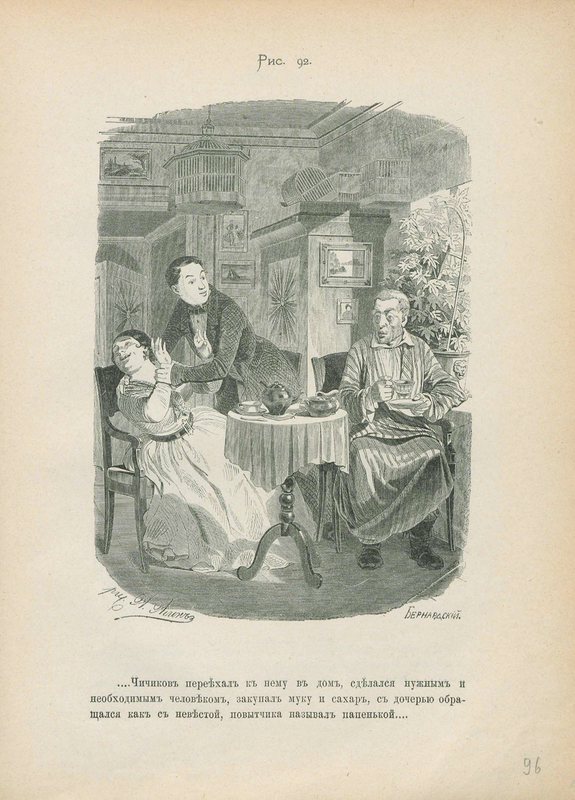 Рис. 92.
рис. А. Агинъ
Бернардскій.
....Чичиковъ переѣхалъ къ нему въ домъ, сдѣлался нужнымъ и
необходимымъ человѣкомъ, закупалъ муку и сахаръ, съ дочерью обра-
щался какъ съ невѣстой, повытчика называлъ папенькой....
96